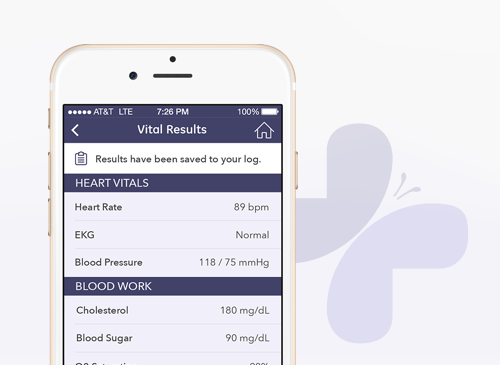 ●●●●● AT&T LTE 7:26 PM 100%
Vital Results
Results have been saved to your log.
HEART VITALS
Heart Rate 89 bpm
EKG Normal
Blood Pressure 118 / 75 mmHg
BLOOD WORK
Cholesterol 180 mg/dL
Blood Sugar 90 mg/dL